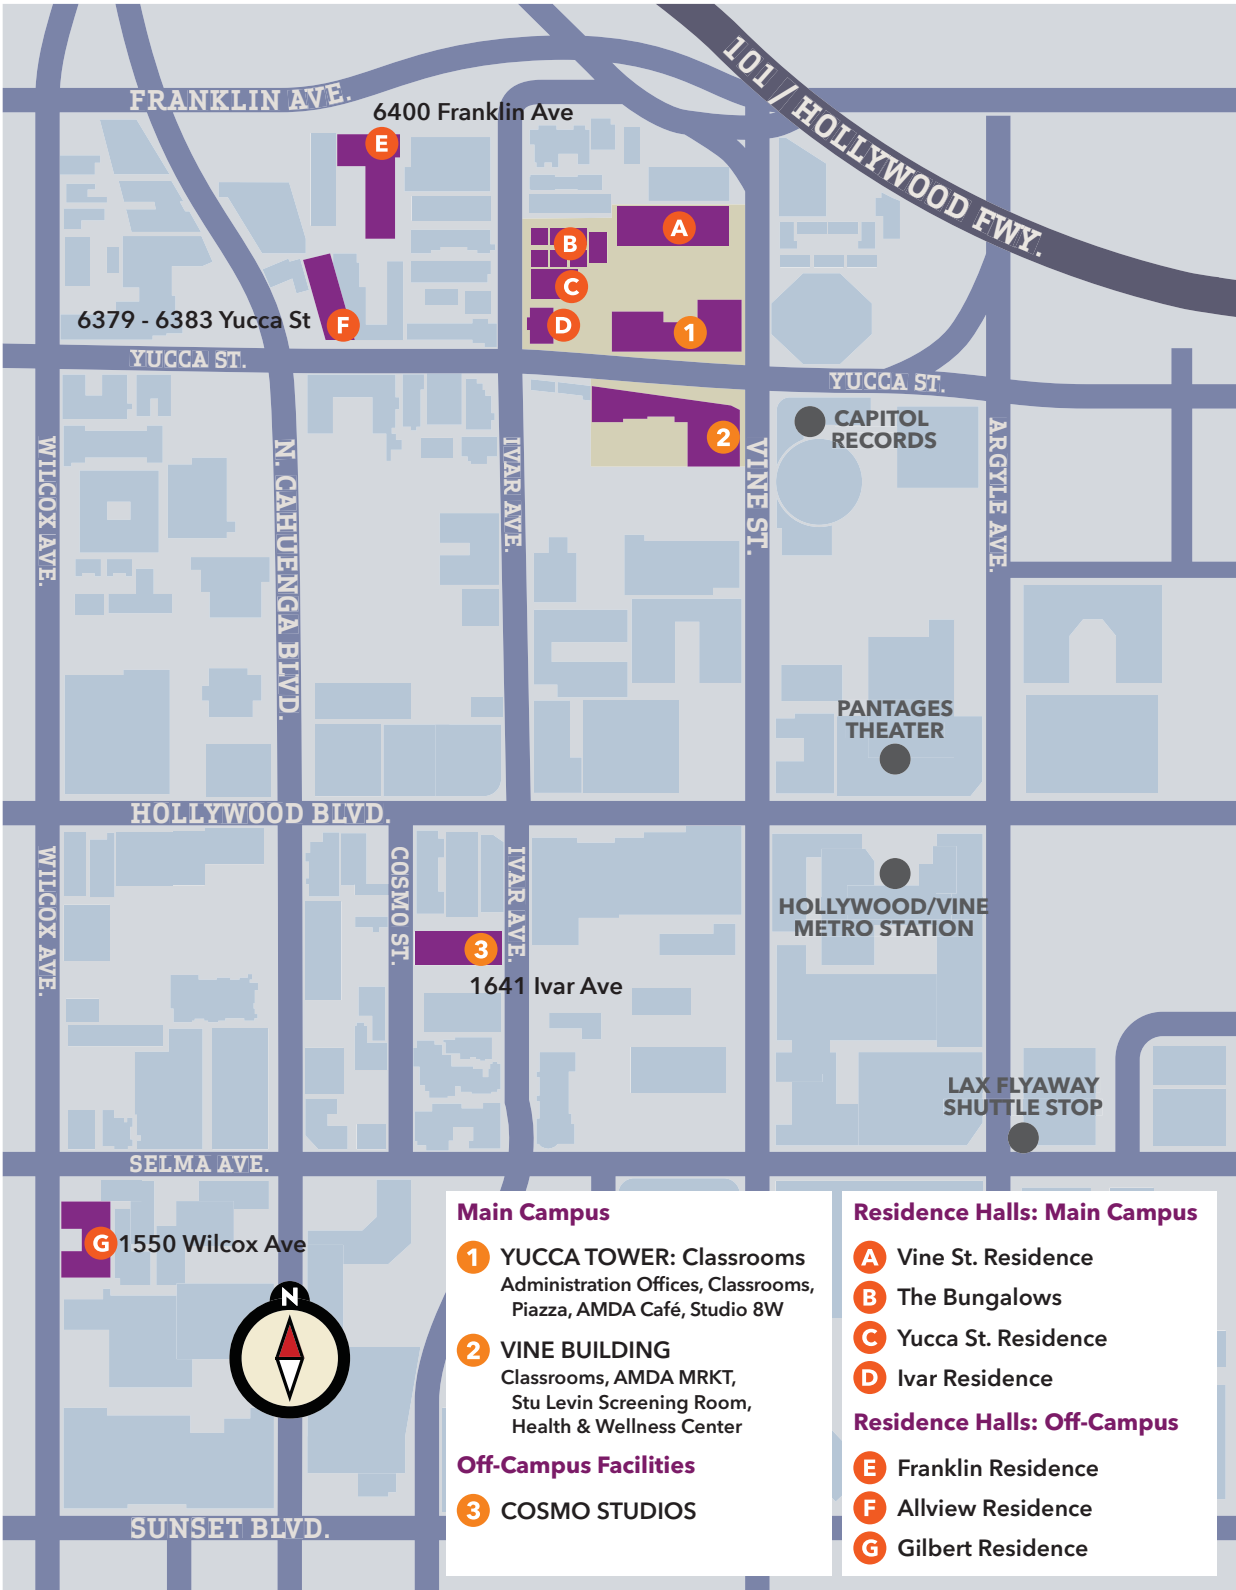 101 / HOLLYWOOD FWY.
FRANKLIN AVE.
6400 Franklin Ave
E
A
B
C
6379 - 6383 Yucca St
F
D
1
YUCCA ST.
YUCCA ST.
CAPITOL
RECORDS
2
WILCOX AVE.
N. CAHUENGA BLVD.
IVAR AVE.
VINE ST.
ARGYLE AVE.
PANTAGES
THEATER
HOLLYWOOD BLVD.
WILCOX AVE.
COSMO ST.
IVAR AVE.
HOLLYWOOD/VINE
METRO STATION
3
1641 Ivar Ave
LAX FLYAWAY
SHUTTLE STOP
SELMA AVE.
G
1550 Wilcox Ave
N
SUNSET BLVD.
Main Campus
1 YUCCA TOWER: Classrooms
Administration Offices, Classrooms,
Piazza, AMDA Café, Studio 8W
2 VINE BUILDING
Classrooms, AMDA MRKT,
Stu Levin Screening Room,
Health & Wellness Center
Off-Campus Facilities
3 COSMO STUDIOS
Residence Halls: Main Campus
A Vine St. Residence
B The Bungalows
C Yucca St. Residence
D Ivar Residence
Residence Halls: Off-Campus
E Franklin Residence
F Allview Residence
G Gilbert Residence